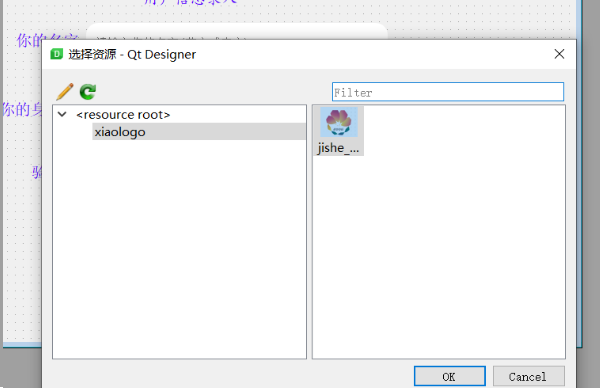 用户信息录入
你的名字
选择资源 - Qt Designer
Filter
<resource root>
xiaologo
jishe_...
你的身
验
OK
Cancel